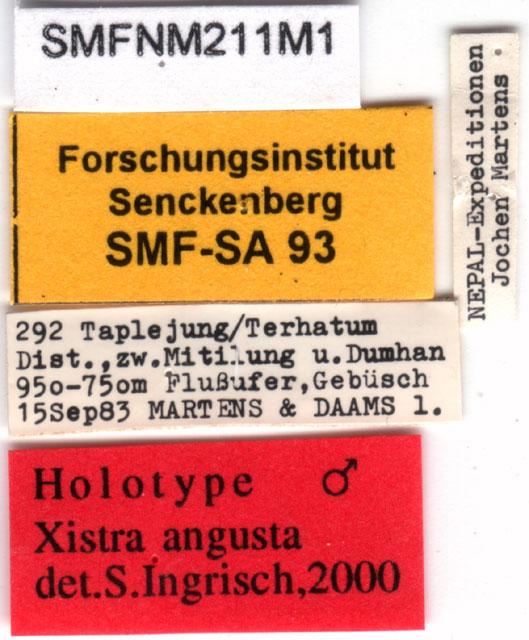 SMFNM211M1
Forschungsinstitut
Senckenberg
SMF-SA 93
292 Taplejung/Terhatum
Dist.,zw.Mitilung u.Dumhan
95o-75om Flußufer,Gebüsch
15Sep83 MARTENS & DAAMS l.
Holotype ♂
Xistra angusta
det.S.Ingrisch,2000
NEPAL-Expeditionen
Jochen Martens